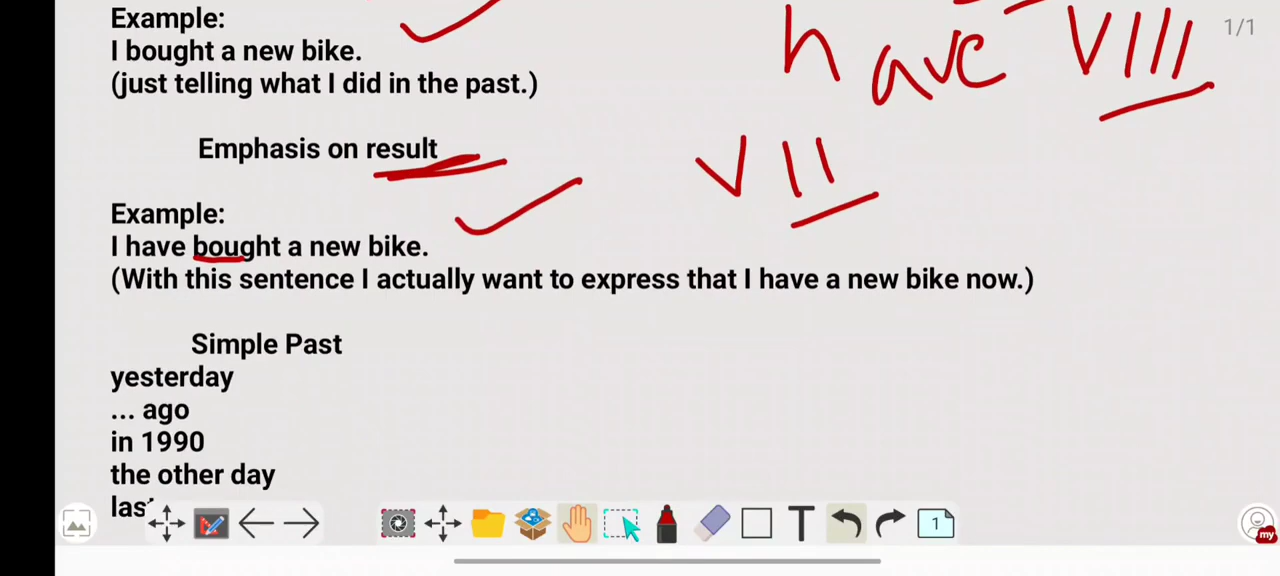 Example:
I bought a new bike.
(just telling what I did in the past.)
have VIII
1/1
Emphasis on result
VII
Example:
I have bought a new bike.
(With this sentence I actually want to express that I have a new bike now.)
Simple Past
yesterday
... ago
in 1990
the other day
T
1
my